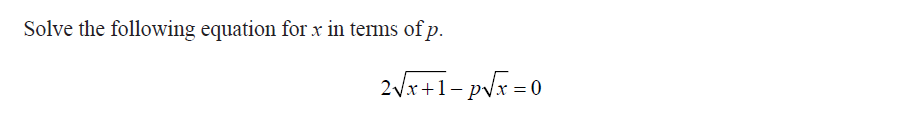 Solve the following equation for x in terms of p.
2√x+1 − p√x = 0